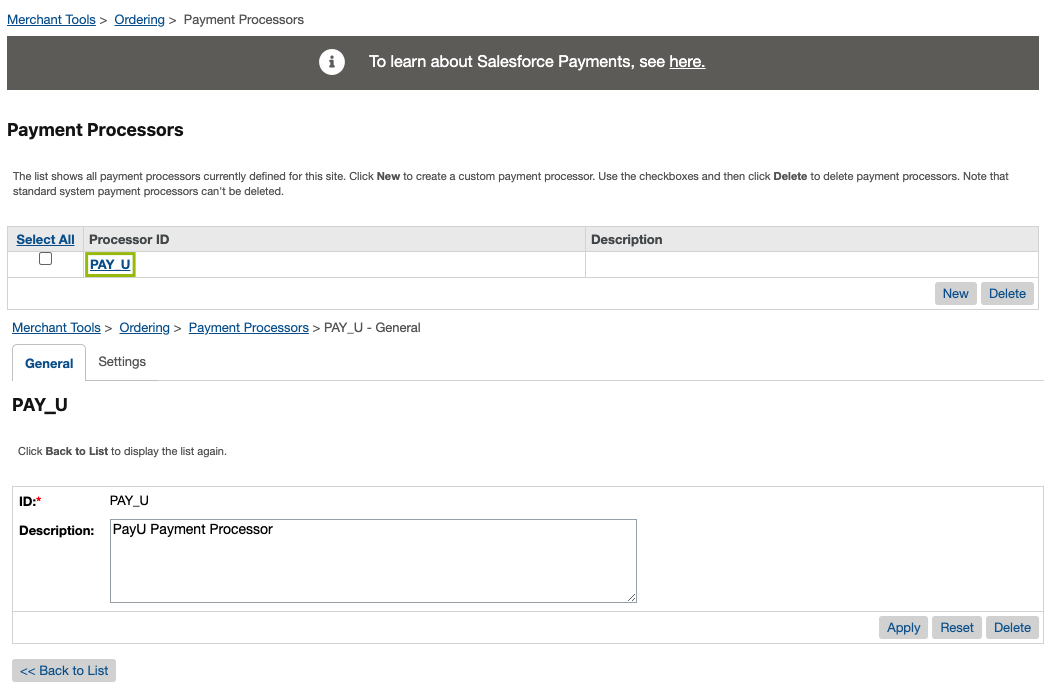 Merchant Tools > Ordering > Payment Processors
i To learn about Salesforce Payments, see here.
Payment Processors
The list shows all payment processors currently defined for this site. Click New to create a custom payment processor. Use the checkboxes and then click Delete to delete payment processors. Note that
standard system payment processors can't be deleted.
Select All Processor ID Description
PAY_U
New Delete
Merchant Tools > Ordering > Payment Processors > PAY_U - General
General Settings
PAY_U
Click Back to List to display the list again.
ID:* PAY_U
Description: PayU Payment Processor
Apply Reset Delete
<< Back to List